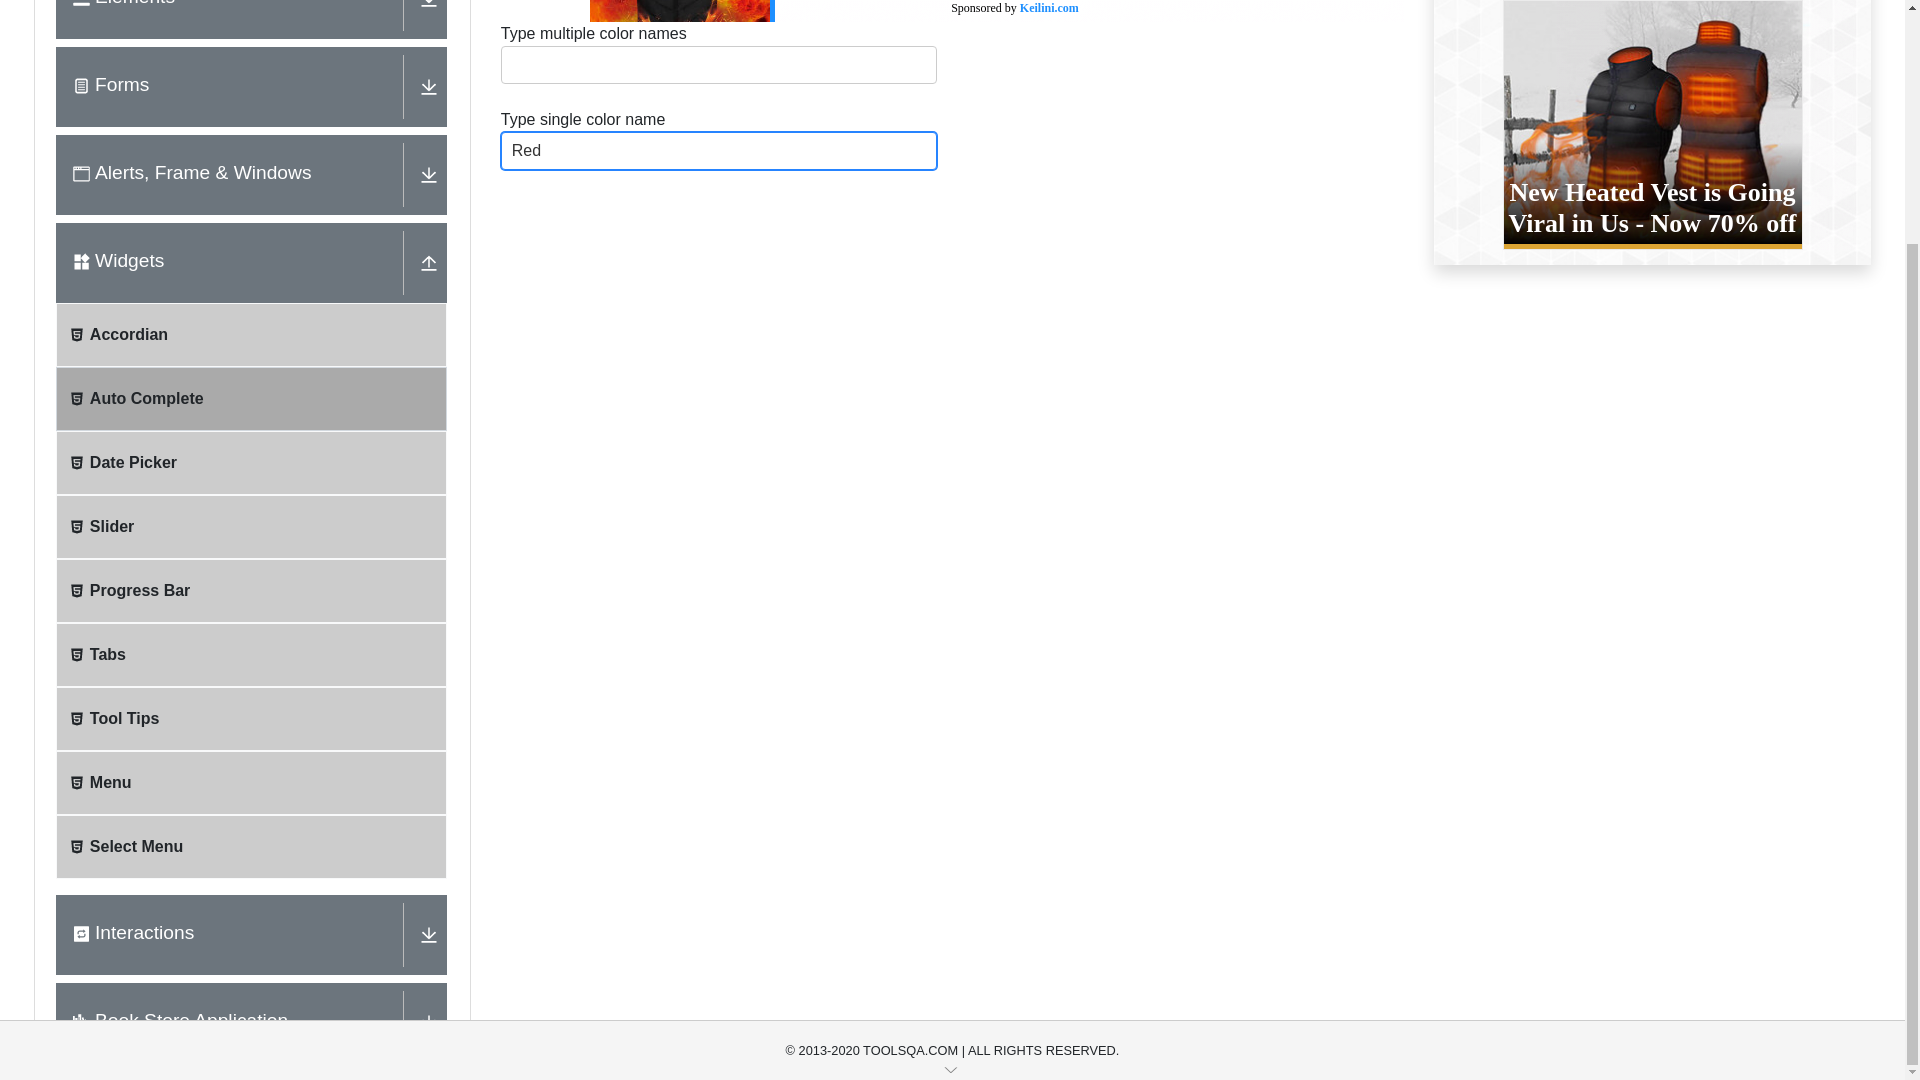 Elements
Sponsored by Keilini.com
Type multiple color names
Forms
Type single color name
Red
Alerts, Frame & Windows
New Heated Vest is Going
Viral in Us - Now 70% off
Widgets
Accordian
Auto Complete
Date Picker
Slider
Progress Bar
Tabs
Tool Tips
Menu
Select Menu
Interactions
Book Store Application
© 2013-2020 TOOLSQA.COM | ALL RIGHTS RESERVED.